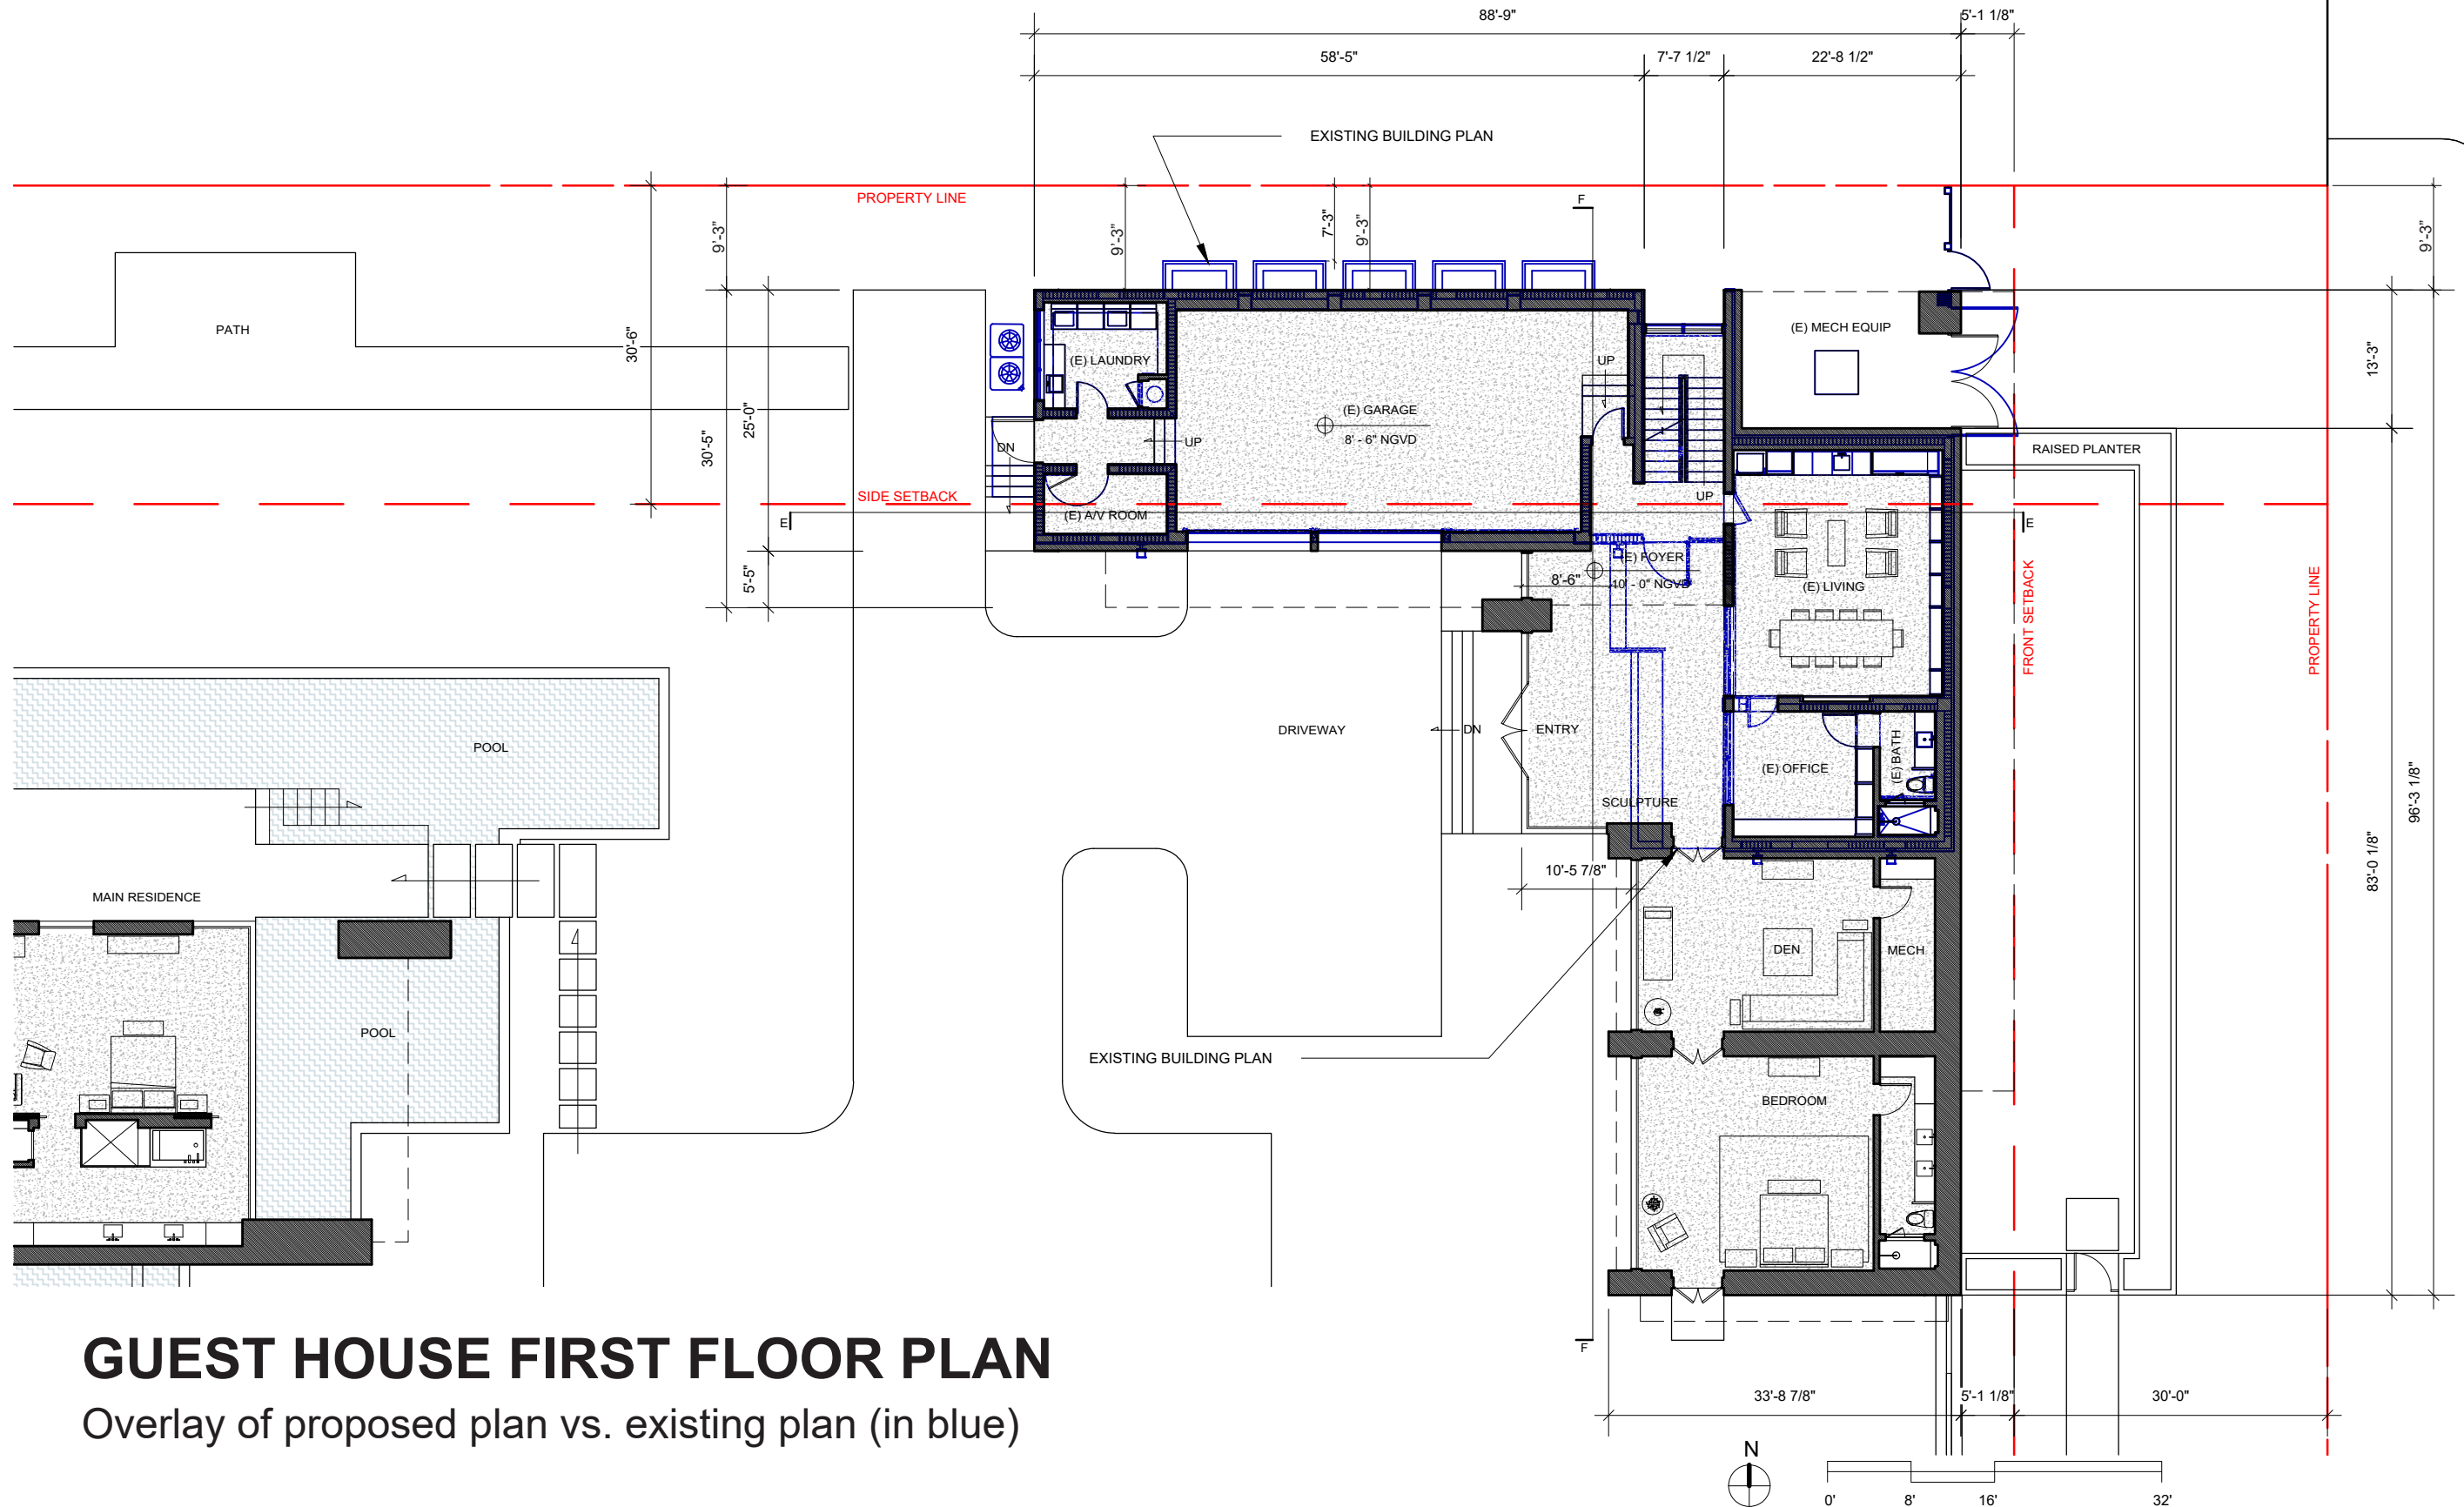 88'-9"
5'-1 1/8"
58'-5"
7'-7 1/2"
22'-8 1/2"
EXISTING BUILDING PLAN
PROPERTY LINE
F
9'-3"
9'-3"
7'-3"
9'-3"
9'-3"
PATH
30'-6"
(E) MECH EQUIP
(E) LAUNDRY
UP
13'-3"
(E) GARAGE
8' - 6" NGVD
25'-0"
30'-5"
DN
UP
RAISED PLANTER
SIDE SETBACK
UP
E
(E) A/V ROOM
E
(E) FOYER
10' - 0" NGVD
8'-6"
5'-5"
(E) LIVING
FRONT SETBACK
PROPERTY LINE
DRIVEWAY
DN
ENTRY
POOL
(E) OFFICE
(E) BATH
SCULPTURE
96'-3 1/8"
83'-0 1/8"
10'-5 7/8"
MAIN RESIDENCE
DEN
MECH
POOL
EXISTING BUILDING PLAN
BEDROOM
F
GUEST HOUSE FIRST FLOOR PLAN
Overlay of proposed plan vs. existing plan (in blue)
33'-8 7/8"
5'-1 1/8"
30'-0"
N
0'
8'
16'
32'